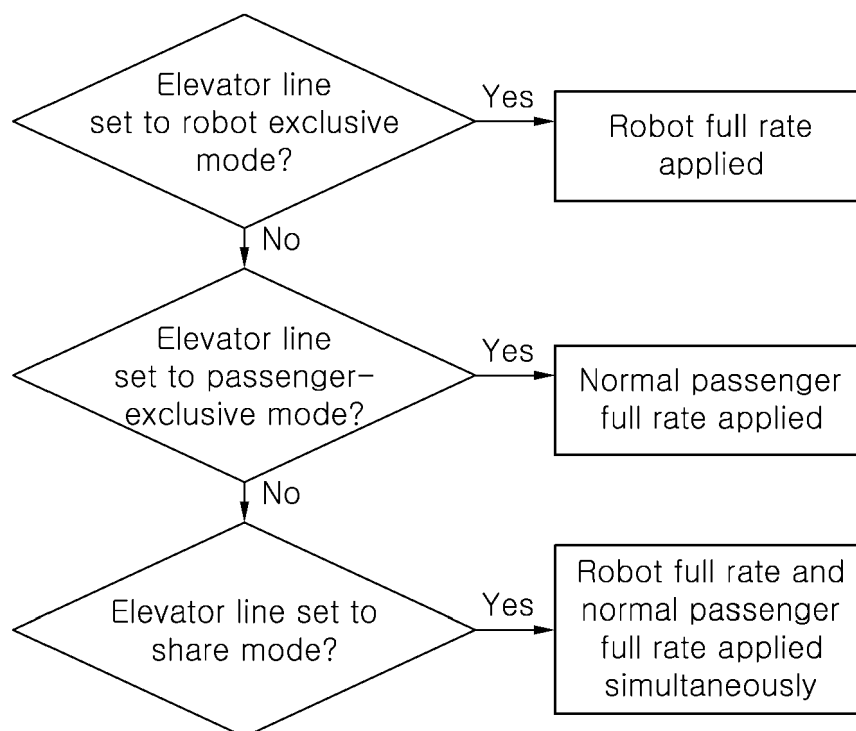 Elevator line
set to robot exclusive
mode?
Yes
Robot full rate
applied
No
Elevator line
set to passenger-
exclusive mode?
Yes
Normal passenger
full rate applied
No
Elevator line set to
share mode?
Yes
Robot full rate and
normal passenger
full rate applied
simultaneously